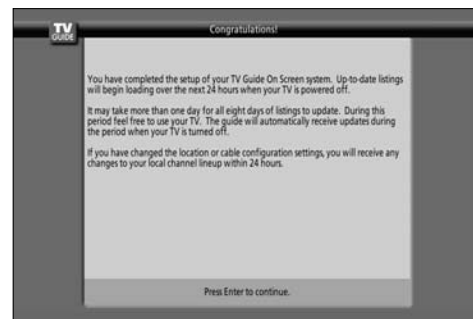 TV
GUIDE
Congratulations!
You have completed the setup of your TV Guide On Screen system. Up-to-date listings
will begin loading over the next 24 hours when your TV is powered off.
It may take more than one day for all eight days of listings to update. During this
period feel free to use your TV. The guide will automatically receive updates during
the period when your TV is turned off.
If you have changed the location or cable configuration settings, you will receive any
changes to your local channel lineup within 24 hours.
Press Enter to continue.